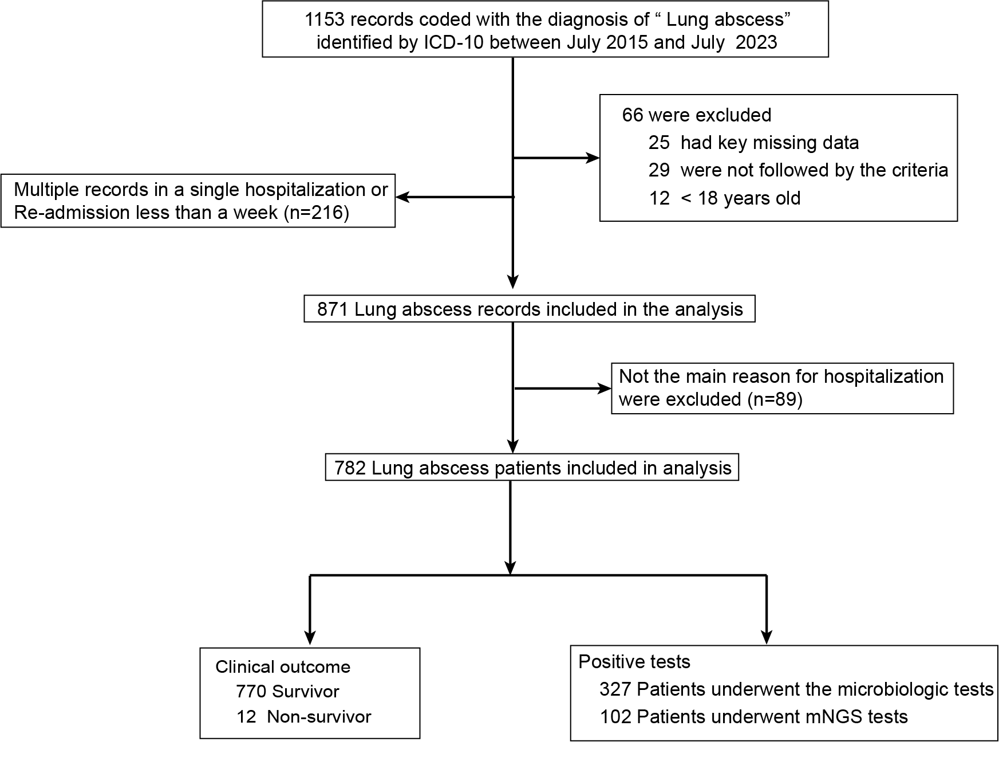 1153 records coded with the diagnosis of “ Lung abscess”
identified by ICD-10 between July 2015 and July 2023
66 were excluded
25 had key missing data
29 were not followed by the criteria
12 < 18 years old
Multiple records in a single hospitalization or
Re-admission less than a week (n=216)
871 Lung abscess records included in the analysis
Not the main reason for hospitalization
were excluded (n=89)
782 Lung abscess patients included in analysis
Clinical outcome
770 Survivor
12 Non-survivor
Positive tests
327 Patients underwent the microbiologic tests
102 Patients underwent mNGS tests